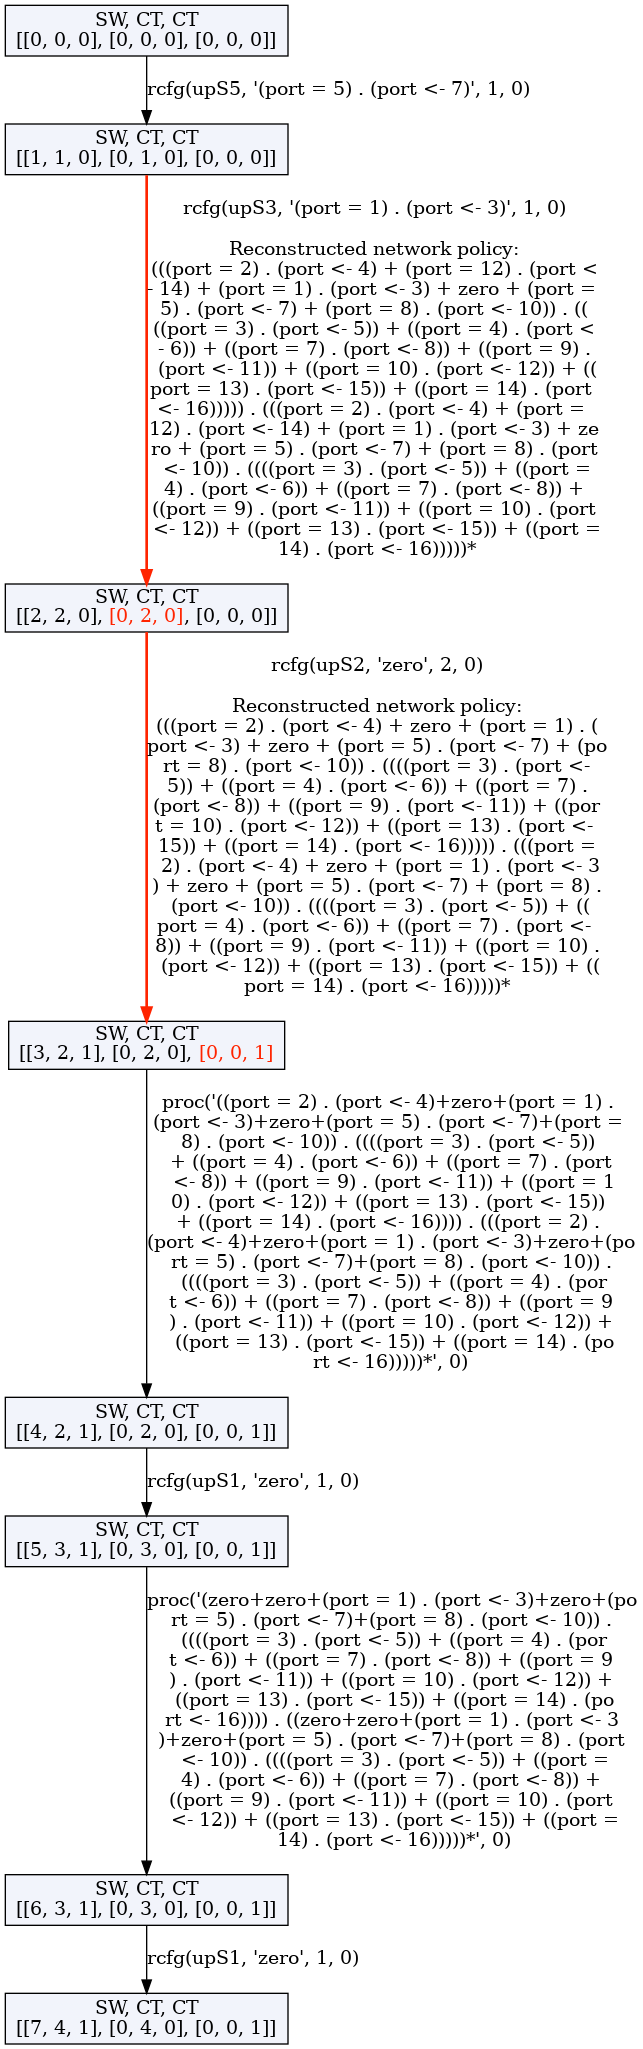 SW, CT, CT
[[0, 0, 0], [0, 0, 0], [0, 0, 0]]
rcfg(upS5, '(port = 5) . (port <- 7)', 1, 0)
SW, CT, CT
[[1, 1, 0], [0, 1, 0], [0, 0, 0]]
rcfg(upS3, '(port = 1) . (port <- 3)', 1, 0)
Reconstructed network policy:
(((port = 2) . (port <- 4) + (port = 12) . (port <
- 14) + (port = 1) . (port <- 3) + zero + (port =
5) . (port <- 7) + (port = 8) . (port <- 10)) . ((
((port = 3) . (port <- 5)) + ((port = 4) . (port <
- 6)) + ((port = 7) . (port <- 8)) + ((port = 9) .
(port <- 11)) + ((port = 10) . (port <- 12)) + ((
port = 13) . (port <- 15)) + ((port = 14) . (port
<- 16))))) . (((port = 2) . (port <- 4) + (port =
12) . (port <- 14) + (port = 1) . (port <- 3) + ze
ro + (port = 5) . (port <- 7) + (port = 8) . (port
<- 10)) . ((((port = 3) . (port <- 5)) + ((port =
4) . (port <- 6)) + ((port = 7) . (port <- 8)) +
((port = 9) . (port <- 11)) + ((port = 10) . (port
<- 12)) + ((port = 13) . (port <- 15)) + ((port =
14) . (port <- 16)))))*
SW, CT, CT
[[2, 2, 0], [0, 2, 0], [0, 0, 0]]
rcfg(upS2, 'zero', 2, 0)
Reconstructed network policy:
(((port = 2) . (port <- 4) + zero + (port = 1) . (
port <- 3) + zero + (port = 5) . (port <- 7) + (po
rt = 8) . (port <- 10)) . ((((port = 3) . (port <-
5)) + ((port = 4) . (port <- 6)) + ((port = 7) .
(port <- 8)) + ((port = 9) . (port <- 11)) + ((por
t = 10) . (port <- 12)) + ((port = 13) . (port <-
15)) + ((port = 14) . (port <- 16))))) . (((port =
2) . (port <- 4) + zero + (port = 1) . (port <- 3
) + zero + (port = 5) . (port <- 7) + (port = 8) .
(port <- 10)) . ((((port = 3) . (port <- 5)) + ((
port = 4) . (port <- 6)) + ((port = 7) . (port <-
8)) + ((port = 9) . (port <- 11)) + ((port = 10) .
(port <- 12)) + ((port = 13) . (port <- 15)) + ((
port = 14) . (port <- 16)))))*
SW, CT, CT
[[3, 2, 1], [0, 2, 0], [0, 0, 1]
proc('((port = 2) . (port <- 4)+zero+(port = 1) .
(port <- 3)+zero+(port = 5) . (port <- 7)+(port =
8) . (port <- 10)) . ((((port = 3) . (port <- 5))
+ ((port = 4) . (port <- 6)) + ((port = 7) . (port
<- 8)) + ((port = 9) . (port <- 11)) + ((port = 1
0) . (port <- 12)) + ((port = 13) . (port <- 15))
+ ((port = 14) . (port <- 16)))) . (((port = 2) .
(port <- 4)+zero+(port = 1) . (port <- 3)+zero+(po
rt = 5) . (port <- 7)+(port = 8) . (port <- 10)) .
((((port = 3) . (port <- 5)) + ((port = 4) . (por
t <- 6)) + ((port = 7) . (port <- 8)) + ((port = 9
) . (port <- 11)) + ((port = 10) . (port <- 12)) +
((port = 13) . (port <- 15)) + ((port = 14) . (po
rt <- 16)))))*', 0)
SW, CT, CT
[[4, 2, 1], [0, 2, 0], [0, 0, 1]]
rcfg(upS1, 'zero', 1, 0)
SW, CT, CT
[[5, 3, 1], [0, 3, 0], [0, 0, 1]]
proc('(zero+zero+(port = 1) . (port <- 3)+zero+(po
rt = 5) . (port <- 7)+(port = 8) . (port <- 10)) .
((((port = 3) . (port <- 5)) + ((port = 4) . (por
t <- 6)) + ((port = 7) . (port <- 8)) + ((port = 9
) . (port <- 11)) + ((port = 10) . (port <- 12)) +
((port = 13) . (port <- 15)) + ((port = 14) . (po
rt <- 16)))) . ((zero+zero+(port = 1) . (port <- 3
)+zero+(port = 5) . (port <- 7)+(port = 8) . (port
<- 10)) . ((((port = 3) . (port <- 5)) + ((port =
4) . (port <- 6)) + ((port = 7) . (port <- 8)) +
((port = 9) . (port <- 11)) + ((port = 10) . (port
<- 12)) + ((port = 13) . (port <- 15)) + ((port =
14) . (port <- 16)))))*', 0)
SW, CT, CT
[[6, 3, 1], [0, 3, 0], [0, 0, 1]]
rcfg(upS1, 'zero', 1, 0)
SW, CT, CT
[[7, 4, 1], [0, 4, 0], [0, 0, 1]]